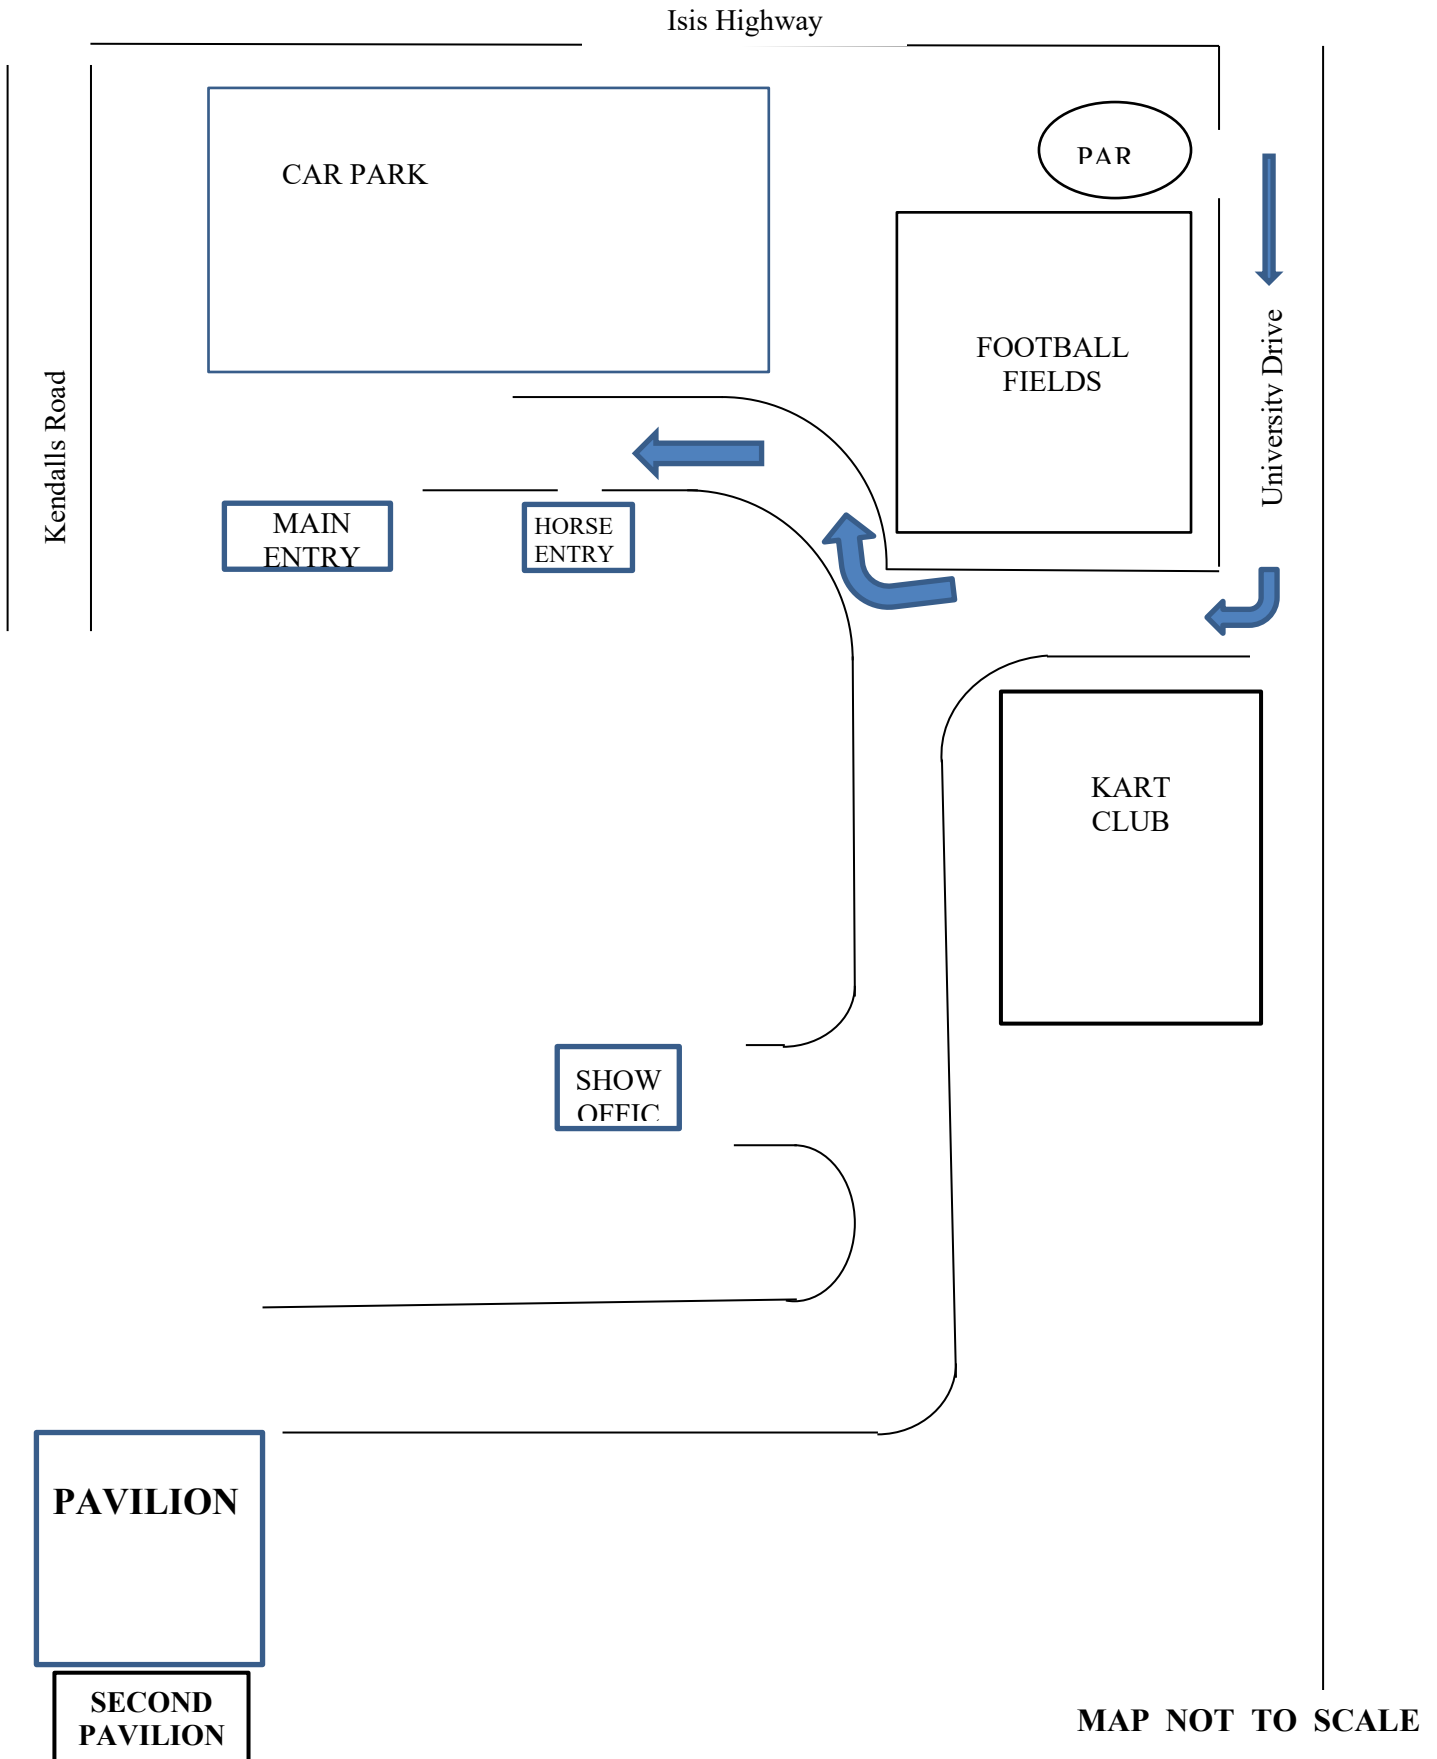 Isis Highway
CAR PARK
PAR
FOOTBALL
FIELDS
University Drive
Kendalls Road
MAIN
ENTRY
HORSE
ENTRY
KART
CLUB
SHOW
OFFIC
PAVILION
SECOND
PAVILION
MAP NOT TO SCALE